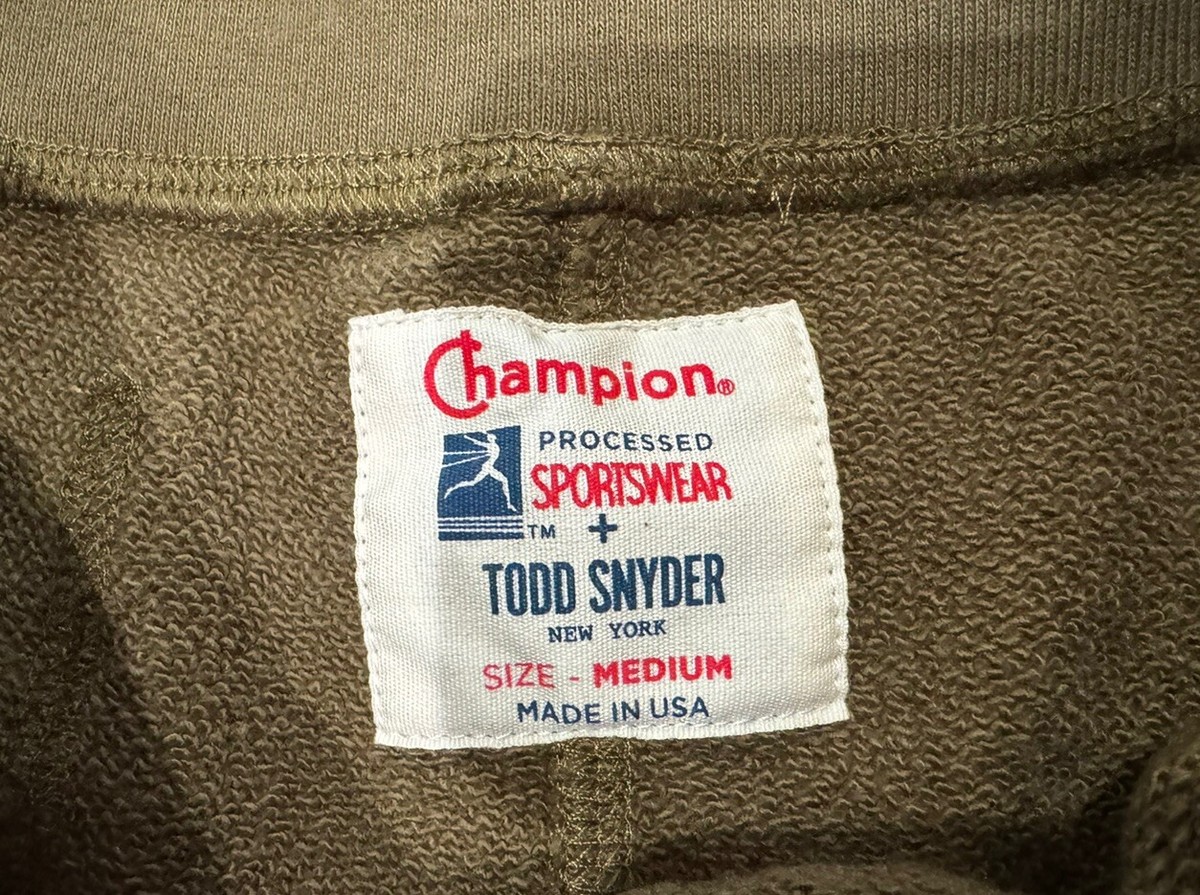 Champion®
PROCESSED
SPORTSWEAR
™ +
TODD SNYDER
NEW YORK
SIZE - MEDIUM
MADE IN USA